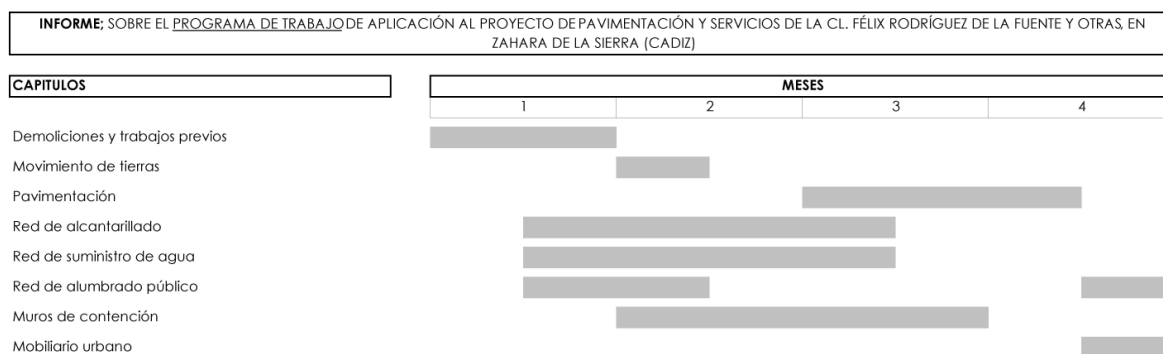 INFORME; SOBRE EL PROGRAMA DE TRABAJO DE APLICACIÓN AL PROYECTO DE PAVIMENTACIÓN Y SERVICIOS DE LA CL. FÉLIX RODRÍGUEZ DE LA FUENTE Y OTRAS, EN
ZAHARA DE LA SIERRA (CADIZ)
CAPITULOS
MESES
1 2 3 4
Demoliciones y trabajos previos
Movimiento de tierras
Pavimentación
Red de alcantarillado
Red de suministro de agua
Red de alumbrado público
Muros de contención
Mobiliario urbano